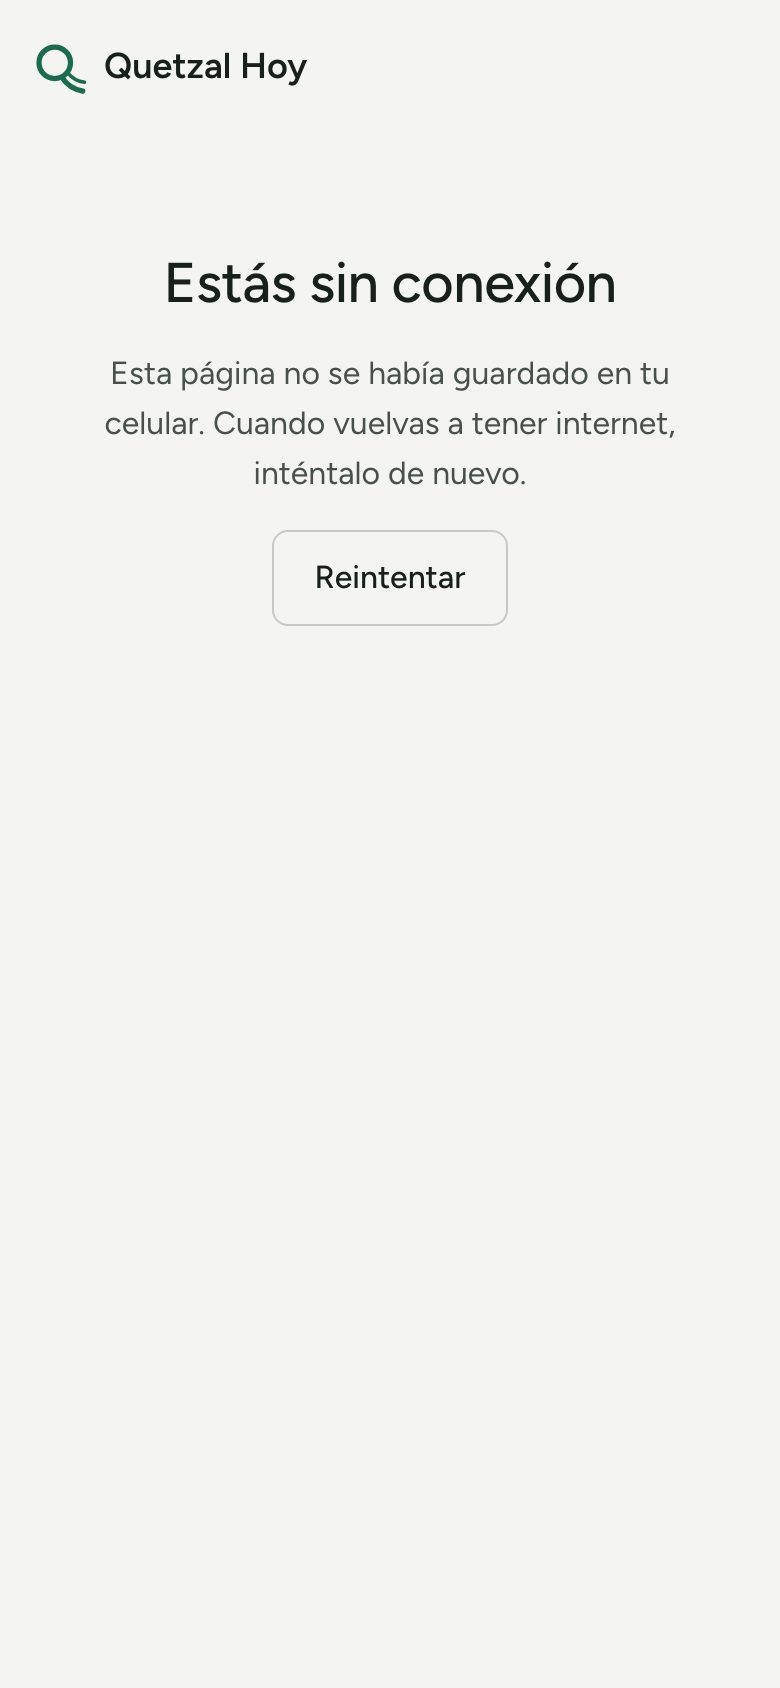 Quetzal Hoy
Estás sin conexión
Esta página no se había guardado en tu
celular. Cuando vuelvas a tener internet,
inténtalo de nuevo.
Reintentar